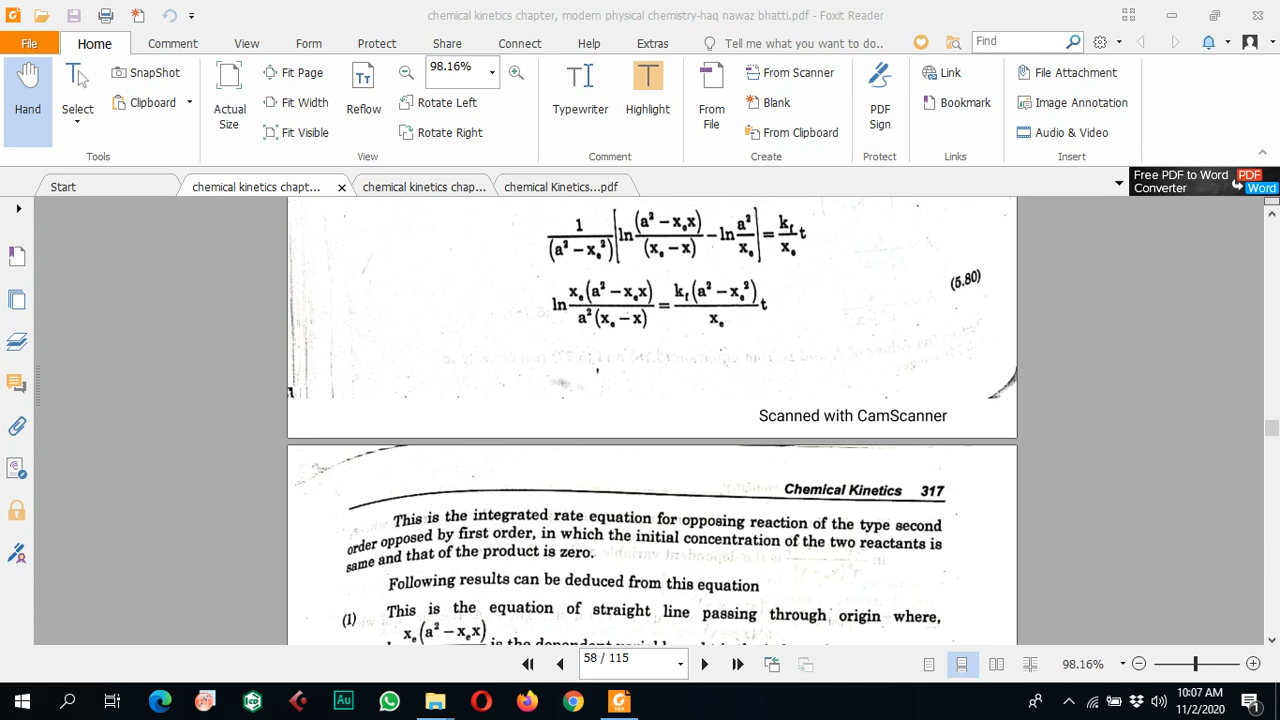 chemical kinetics chapter, modern physical chemistry-haq nawaz bhatti.pdf - Foxit Reader
File Home Comment View Form Protect Share Connect Help Extras Tell me what you want to do.. Find
Hand
Select
SnapShot
Clipboard
Tools
Actual Size
Fit Page
Fit Width
Fit Visible
Reflow
98.16%
Rotate Left
Rotate Right
View
Typewriter
Highlight
Comment
From File
From Scanner
Blank
From Clipboard
Create
PDF Sign
Protect
Link
Bookmark
Links
File Attachment
Image Annotation
Audio & Video
Insert
Start
chemical kinetics chapt...
chemical kinetics chap...
chemical Kinetics...pdf
Free PDF to Word Converter
PDF
Word
1/(a² − xₑ²) [ln (a² − xₑx)/(xₑ − x) − ln a²/xₑ] = k_f/xₑ t
ln xₑ(a² − xₑx)/a²(xₑ − x) = k_f(a² − xₑ²)/xₑ t
(5.80)
Scanned with CamScanner
Chemical Kinetics 317
This is the integrated rate equation for opposing reaction of the type second
order opposed by first order, in which the initial concentration of the two reactants is
same and that of the product is zero.
Following results can be deduced from this equation
(1) This is the equation of straight line passing through origin where,
xₑ(a² − xₑx)
is the dependent variable
58 / 115
98.16%
10:07 AM
11/2/2020